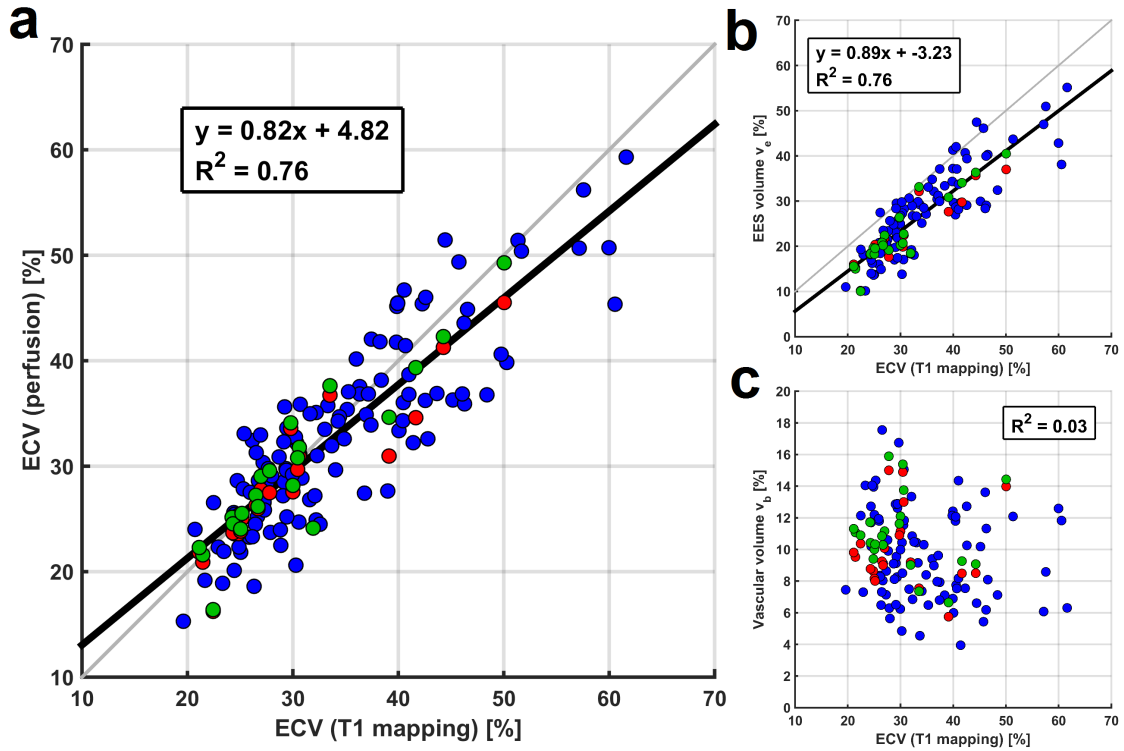 a
70
60
50
40
30
20
10
10 20 30 40 50 60 70
ECV (perfusion) [%]
ECV (T1 mapping) [%]
y = 0.82x + 4.82
R² = 0.76
b
70
60
50
40
30
20
10
0
10 20 30 40 50 60 70
EES volume vₑ [%]
ECV (T1 mapping) [%]
y = 0.89x + -3.23
R² = 0.76
c
20
18
16
14
12
10
8
6
4
2
0
10 20 30 40 50 60 70
Vascular volume v_b [%]
ECV (T1 mapping) [%]
R² = 0.03